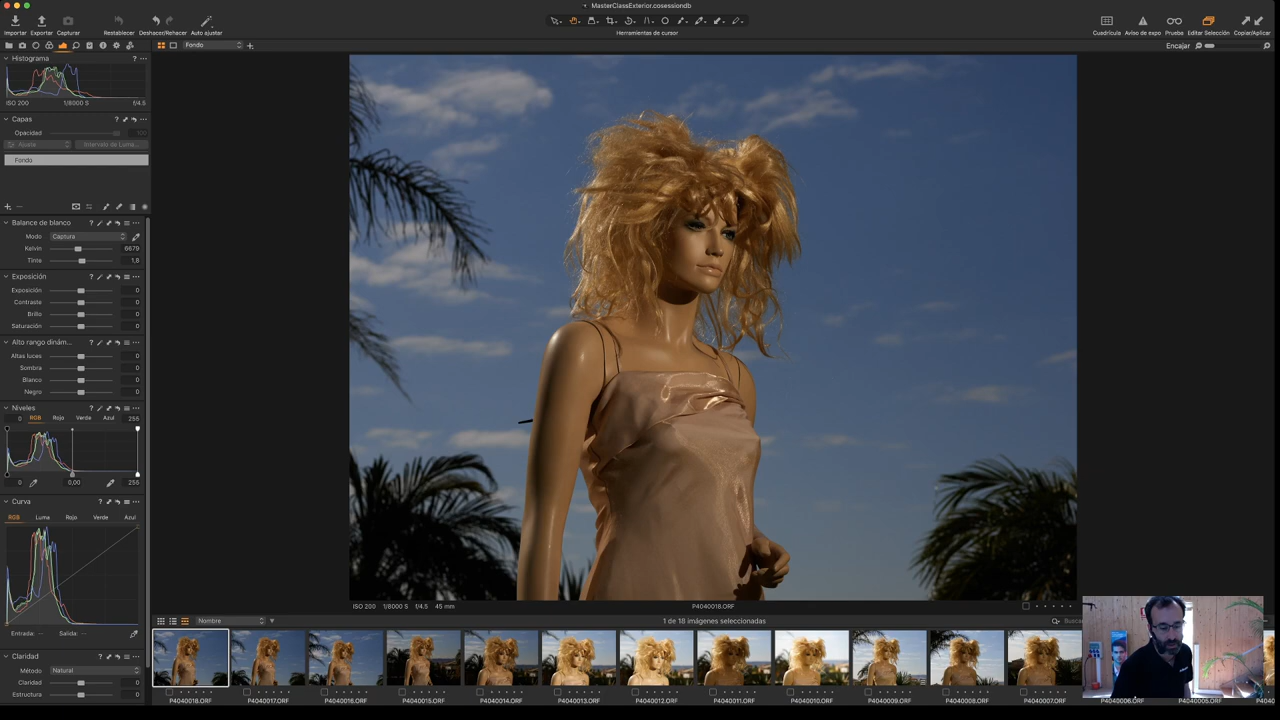 MasterClassExterior.cosessiondb
Importar Exportar Capturar Restablecer Deshacer/Rehacer Auto ajustar Herramientas de cursor Cuadrícula Aviso de expo Prueba Editar Selección Copiar/Aplicar
Fondo
Encajar
Histograma
ISO 200 1/8000 S f/4.5
Capas
Opacidad 100
Ajuste Intervalo de Luma...
Fondo
Balance de blanco
Modo Captura
Kelvin 6679
Tinte 1,8
Exposición
Exposición 0
Contraste 0
Brillo 0
Saturación 0
Alto rango dinám...
Altas luces 0
Sombra 0
Blanco 0
Negro 0
Niveles
0 RGB Rojo Verde Azul 255
0 0,00 255
Curva
RGB Luma Rojo Verde Azul
Entrada: -- Salida: --
Claridad
Método Natural
Claridad 0
Estructura 0
ISO 200 1/8000 S f/4.5 45 mm P4040018.ORF
Nombre 1 de 18 imágenes seleccionadas
P4040018.ORF P4040017.ORF P4040016.ORF P4040015.ORF P4040014.ORF P4040013.ORF P4040012.ORF P4040011.ORF P4040010.ORF P4040009.ORF P4040008.ORF P4040007.ORF P4040006.ORF P4040005.ORF